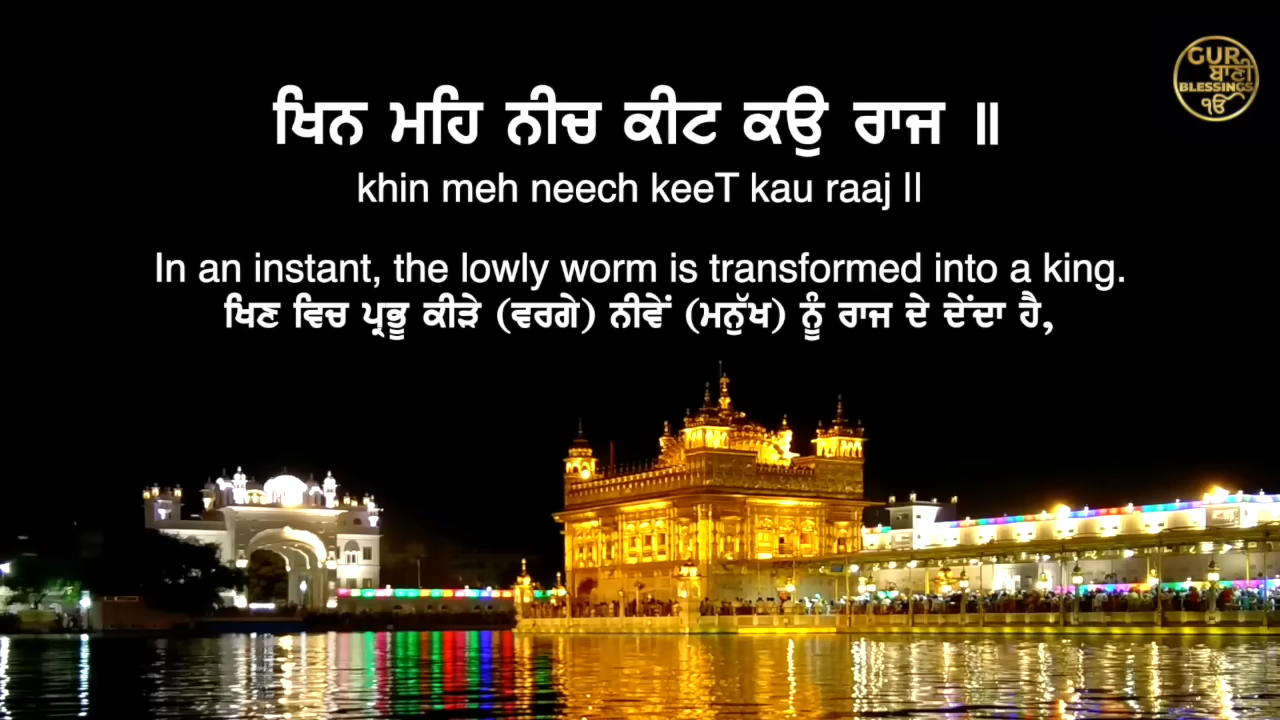 GUR
ਬਾਣੀ
BLESSINGS
ੴ
ਖਿਨ ਮਹਿ ਨੀਚ ਕੀਟ ਕਉ ਰਾਜ ॥
khin meh neech keeT kau raaj ||
In an instant, the lowly worm is transformed into a king.
ਖਿਣ ਵਿਚ ਪ੍ਰਭੂ ਕੀੜੇ (ਵਰਗੇ) ਨੀਵੇਂ (ਮਨੁੱਖ) ਨੂੰ ਰਾਜ ਦੇ ਦੇਂਦਾ ਹੈ,